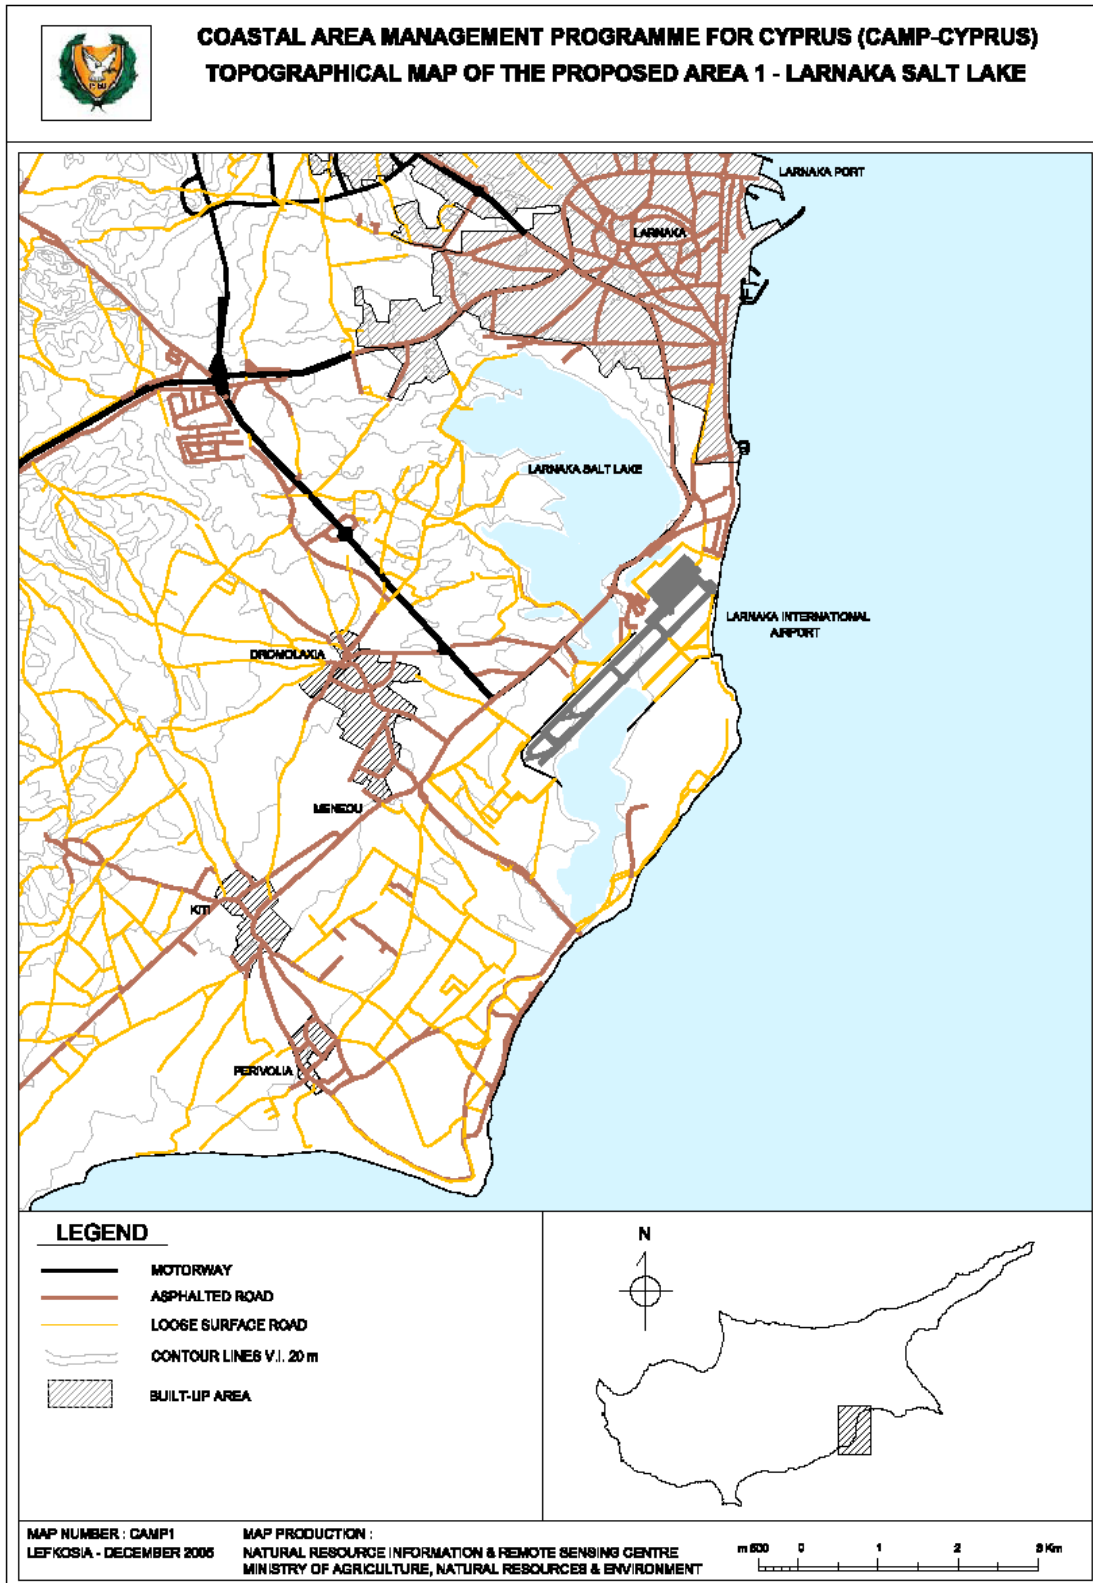 COASTAL AREA MANAGEMENT PROGRAMME FOR CYPRUS (CAMP-CYPRUS)
TOPOGRAPHICAL MAP OF THE PROPOSED AREA 1 - LARNAKA SALT LAKE
LARNAKA PORT
LARNAKA
LARNAKA SALT LAKE
LARNAKA INTERNATIONAL
AIRPORT
DROMOLAXIA
MENEOU
KITI
PERIVOLIA
LEGEND
MOTORWAY
ASPHALTED ROAD
LOOSE SURFACE ROAD
CONTOUR LINES V.I. 20 m
BUILT-UP AREA
N
MAP NUMBER : CAMP1
LEFKOSIA - DECEMBER 2005
MAP PRODUCTION :
NATURAL RESOURCE INFORMATION & REMOTE SENSING CENTRE
MINISTRY OF AGRICULTURE, NATURAL RESOURCES & ENVIRONMENT
m 500 0 1 2 3 Km